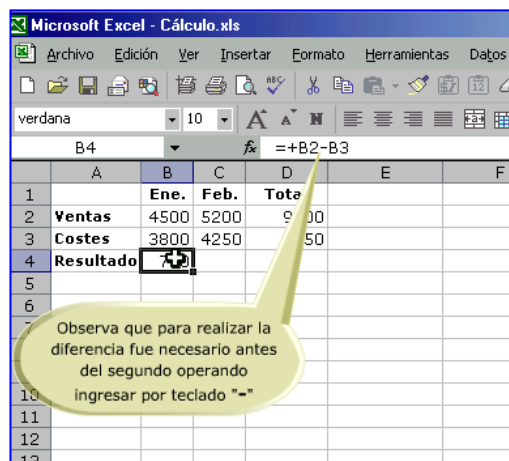 Microsoft Excel - Cálculo.xls
Archivo Edición Ver Insertar Formato Herramientas Datos
verdana 10 A A N
B4 fx =+B2-B3
A B C D E F
1 Ene. Feb.
2 Ventas 4500 5200
3 Costes 3800 4250
4 Resultado
5
6
Observa que para realizar la
diferencia fue necesario antes
del segundo operando
10 ingresar por teclado "-"
11
12
13